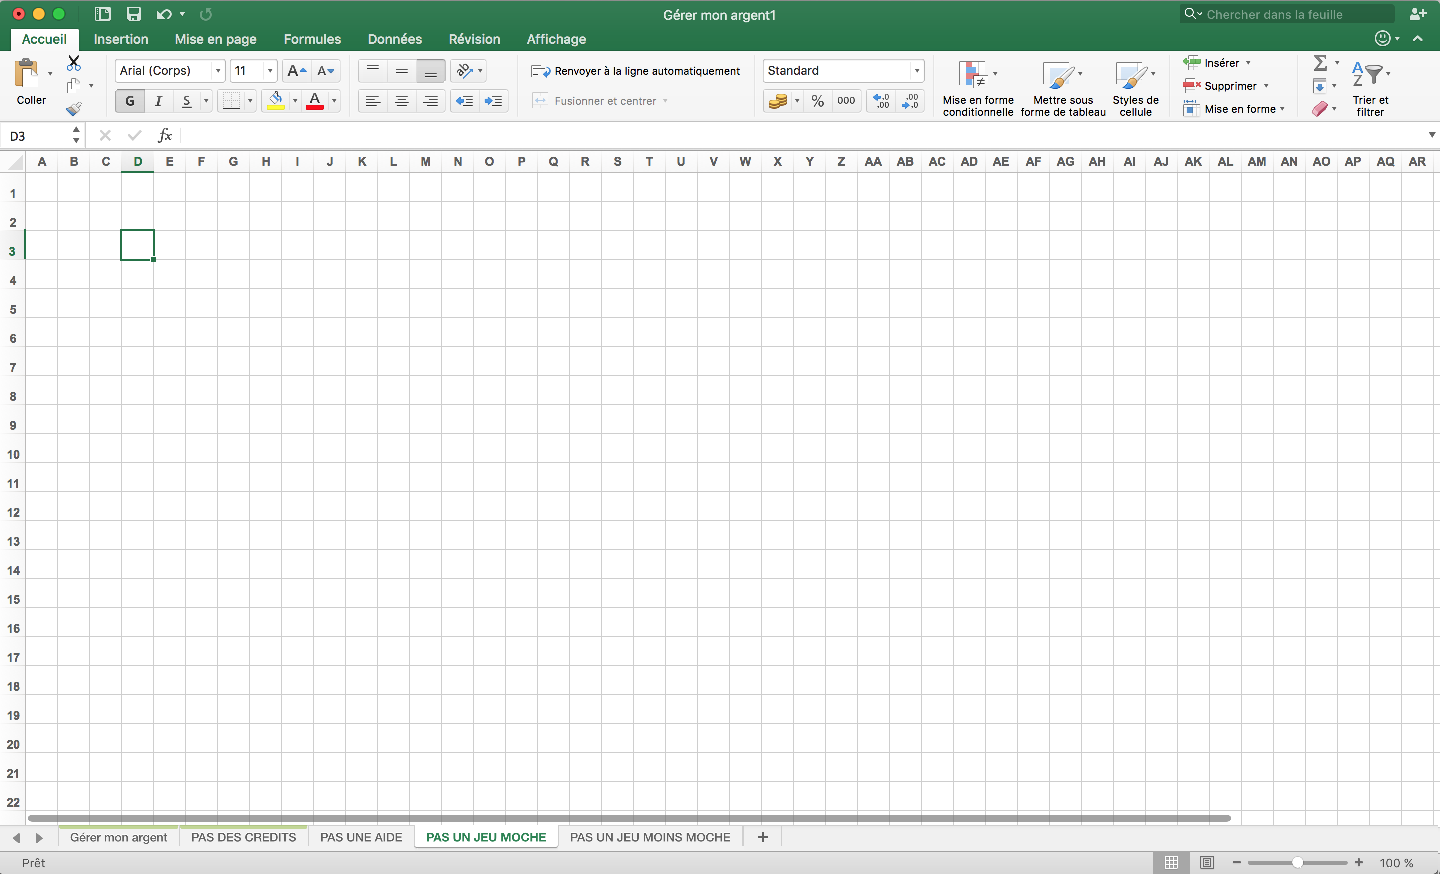 Gérer mon argent1
Chercher dans la feuille
Accueil Insertion Mise en page Formules Données Révision Affichage
Coller
Arial (Corps) 11
A A
G I S A
Renvoyer à la ligne automatiquement
Fusionner et centrer
Standard
% 000 ,0 ,00 ,00 ,0
Mise en forme conditionnelle
Mettre sous forme de tableau
Styles de cellule
Insérer
Supprimer
Mise en forme
Σ
A Z
Trier et filtrer
D3 fx
A B C D E F G H I J K L M N O P Q R S T U V W X Y Z AA AB AC AD AE AF AG AH AI AJ AK AL AM AN AO AP AQ AR
1
2
3
4
5
6
7
8
9
10
11
12
13
14
15
16
17
18
19
20
21
22
Gérer mon argent PAS DES CREDITS PAS UNE AIDE PAS UN JEU MOCHE PAS UN JEU MOINS MOCHE +
Prêt 100 %